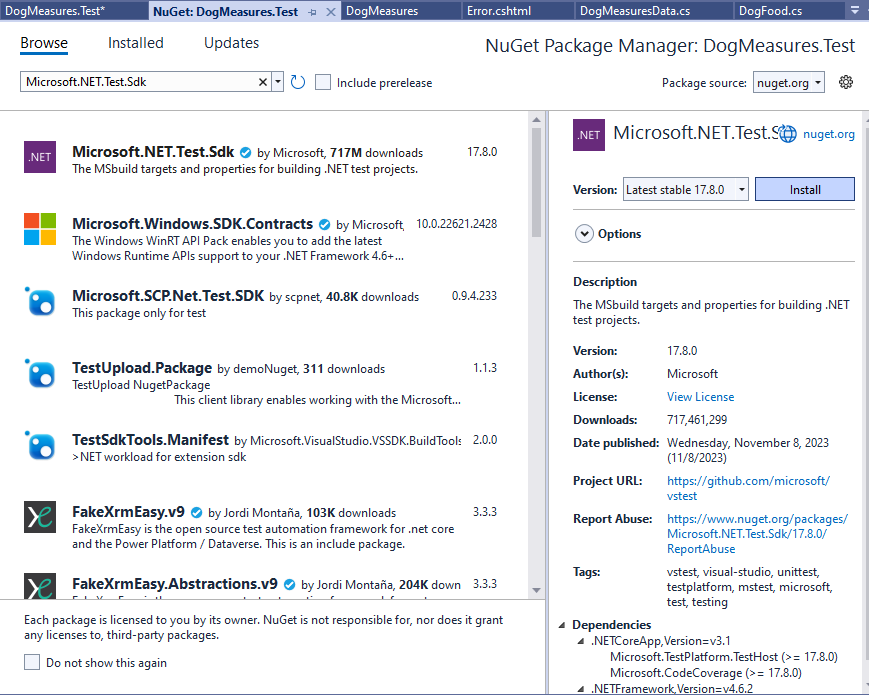 DogMeasures.Test*
NuGet: DogMeasures.Test
DogMeasures
Error.cshtml
DogMeasuresData.cs
DogFood.cs
Browse
Installed
Updates
NuGet Package Manager: DogMeasures.Test
Microsoft.NET.Test.Sdk
Include prerelease
Package source: nuget.org
.NET
Microsoft.NET.Test.Sdk by Microsoft, 717M downloads 17.8.0
The MSbuild targets and properties for building .NET test projects.
Microsoft.Windows.SDK.Contracts by Microsoft, 10.0.22621.2428
The Windows WinRT API Pack enables you to add the latest
Windows Runtime APIs support to your .NET Framework 4.6+...
Microsoft.SCP.Net.Test.SDK by scpnet, 40.8K downloads 0.9.4.233
This package only for test
TestUpload.Package by demoNuget, 311 downloads 1.1.3
TestUpload NugetPackage
This client library enables working with the Microsoft...
TestSdkTools.Manifest by Microsoft.VisualStudio.VSSDK.BuildTools 2.0.0
>NET workload for extension sdk
FakeXrmEasy.v9 by Jordi Montaña, 103K downloads 3.3.3
FakeXrmEasy is the open source test automation framework for .net core
and the Power Platform / Dataverse. This is an include package.
FakeXrmEasy.Abstractions.v9 by Jordi Montaña, 204K down 3.3.3
Each package is licensed to you by its owner. NuGet is not responsible for, nor does it grant
any licenses to, third-party packages.
Do not show this again
.NET
Microsoft.NET.Test.S
nuget.org
Version: Latest stable 17.8.0
Install
Options
Description
The MSbuild targets and properties for building .NET
test projects.
Version: 17.8.0
Author(s): Microsoft
License: View License
Downloads: 717,461,299
Date published: Wednesday, November 8, 2023
(11/8/2023)
Project URL: https://github.com/microsoft/
vstest
Report Abuse: https://www.nuget.org/packages/
Microsoft.NET.Test.Sdk/17.8.0/
ReportAbuse
Tags: vstest, visual-studio, unittest,
testplatform, mstest, microsoft,
test, testing
Dependencies
.NETCoreApp,Version=v3.1
Microsoft.TestPlatform.TestHost (>= 17.8.0)
Microsoft.CodeCoverage (>= 17.8.0)
.NETFramework,Version=v4.6.2